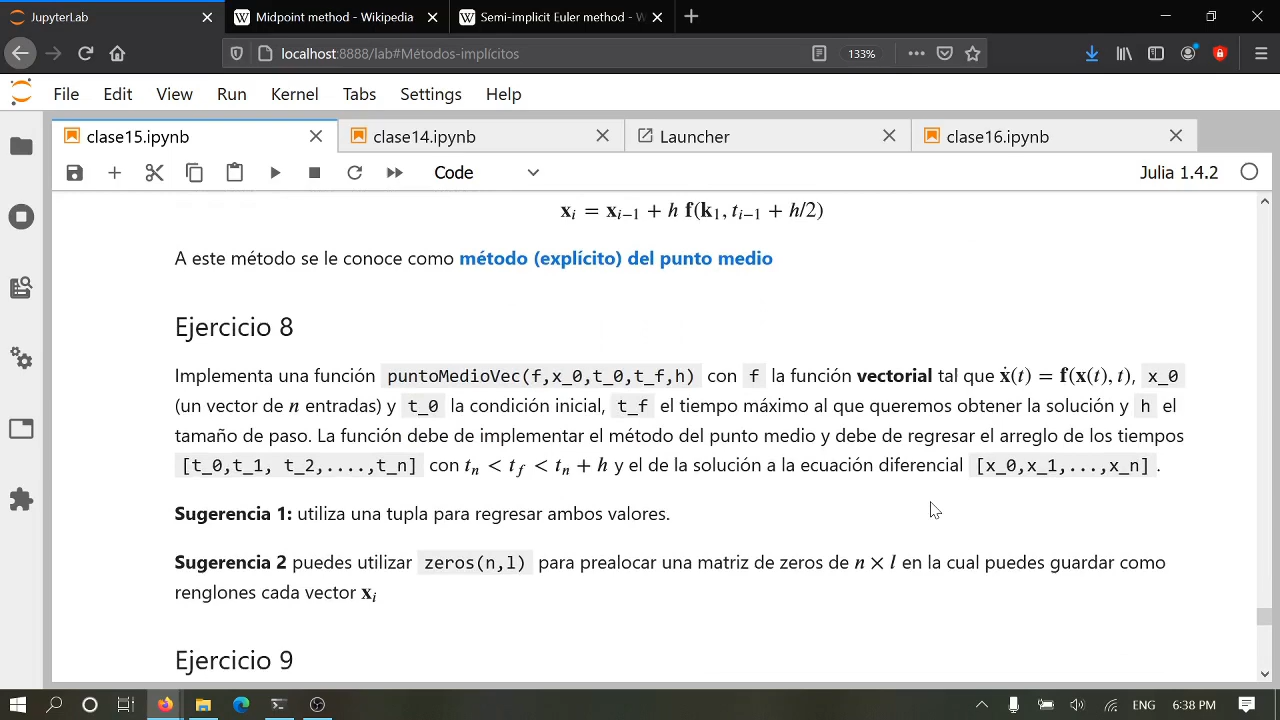 JupyterLab
Midpoint method - Wikipedia
Semi-implicit Euler method - W
localhost:8888/lab#Métodos-implícitos
133%
File Edit View Run Kernel Tabs Settings Help
clase15.ipynb
clase14.ipynb
Launcher
clase16.ipynb
Code
Julia 1.4.2
𝐱ᵢ = 𝐱ᵢ₋₁ + h 𝐟(𝐤₁, tᵢ₋₁ + h/2)
A este método se le conoce como método (explícito) del punto medio
Ejercicio 8
Implementa una función puntoMedioVec(f,x_0,t_0,t_f,h) con f la función vectorial tal que ẋ(t) = f(x(t), t), x_0
(un vector de n entradas) y t_0 la condición inicial, t_f el tiempo máximo al que queremos obtener la solución y h el
tamaño de paso. La función debe de implementar el método del punto medio y debe de regresar el arreglo de los tiempos
[t_0,t_1, t_2,....,t_n] con tₙ < t_f < tₙ + h y el de la solución a la ecuación diferencial [x_0,x_1,...,x_n].
Sugerencia 1: utiliza una tupla para regresar ambos valores.
Sugerencia 2 puedes utilizar zeros(n,l) para prealocar una matriz de zeros de n × l en la cual puedes guardar como
renglones cada vector 𝐱ᵢ
Ejercicio 9
ENG 6:38 PM